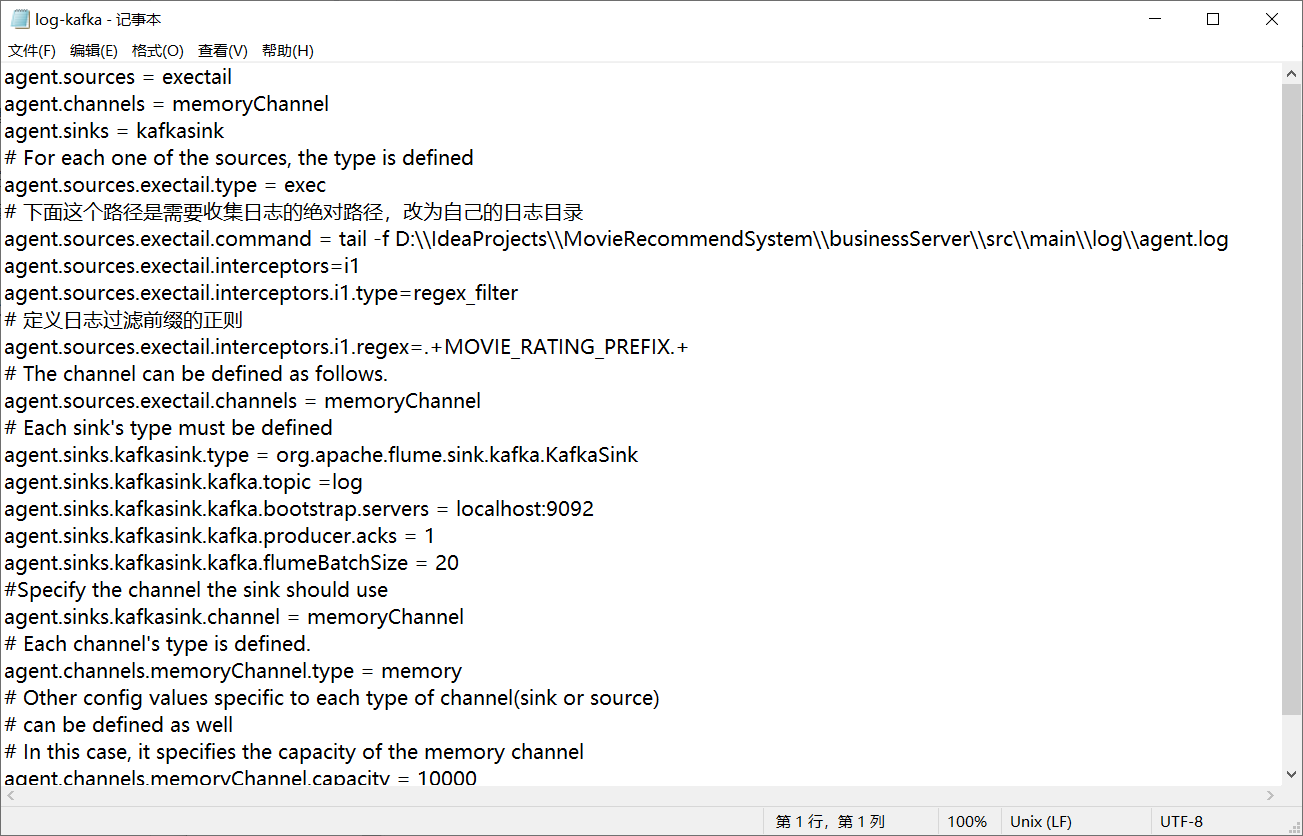 log-kafka - 记事本
文件(F) 编辑(E) 格式(O) 查看(V) 帮助(H)
agent.sources = exectail
agent.channels = memoryChannel
agent.sinks = kafkasink
# For each one of the sources, the type is defined
agent.sources.exectail.type = exec
# 下面这个路径是需要收集日志的绝对路径，改为自己的日志目录
agent.sources.exectail.command = tail -f D:\\IdeaProjects\\MovieRecommendSystem\\businessServer\\src\\main\\log\\agent.log
agent.sources.exectail.interceptors=i1
agent.sources.exectail.interceptors.i1.type=regex_filter
# 定义日志过滤前缀的正则
agent.sources.exectail.interceptors.i1.regex=.+MOVIE_RATING_PREFIX.+
# The channel can be defined as follows.
agent.sources.exectail.channels = memoryChannel
# Each sink's type must be defined
agent.sinks.kafkasink.type = org.apache.flume.sink.kafka.KafkaSink
agent.sinks.kafkasink.kafka.topic =log
agent.sinks.kafkasink.kafka.bootstrap.servers = localhost:9092
agent.sinks.kafkasink.kafka.producer.acks = 1
agent.sinks.kafkasink.kafka.flumeBatchSize = 20
#Specify the channel the sink should use
agent.sinks.kafkasink.channel = memoryChannel
# Each channel's type is defined.
agent.channels.memoryChannel.type = memory
# Other config values specific to each type of channel(sink or source)
# can be defined as well
# In this case, it specifies the capacity of the memory channel
agent.channels.memoryChannel.capacity = 10000
第 1 行，第 1 列 100% Unix (LF) UTF-8